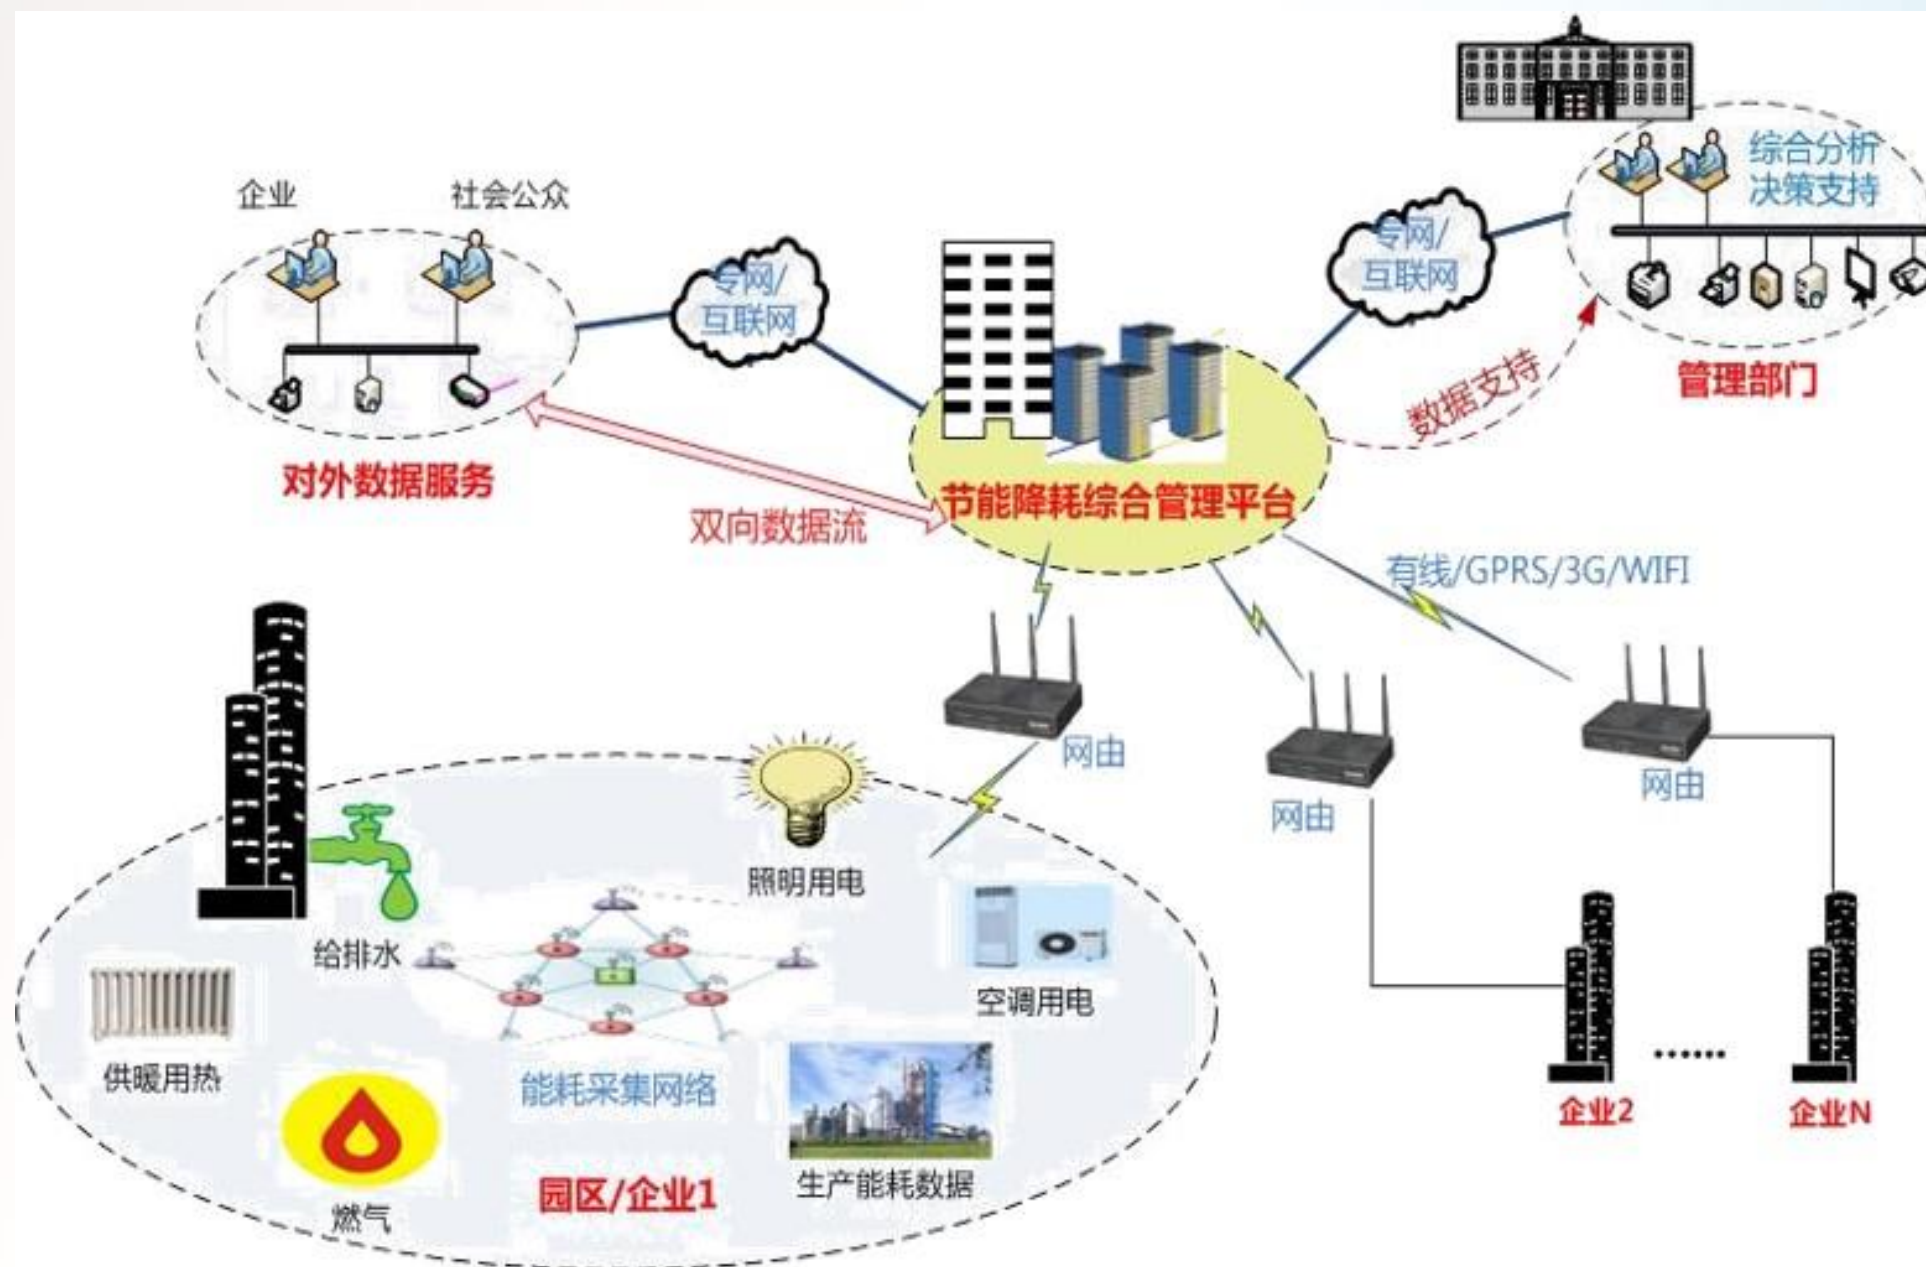 企业
社会公众
专网/
互联网
对外数据服务
双向数据流
节能降耗综合管理平台
专网/
互联网
综合分析
决策支持
管理部门
数据支持
有线/GPRS/3G/WIFI
网由
网由
网由
照明用电
给排水
空调用电
供暖用热
能耗采集网络
燃气
园区/企业1
生产能耗数据
企业2
......
企业N